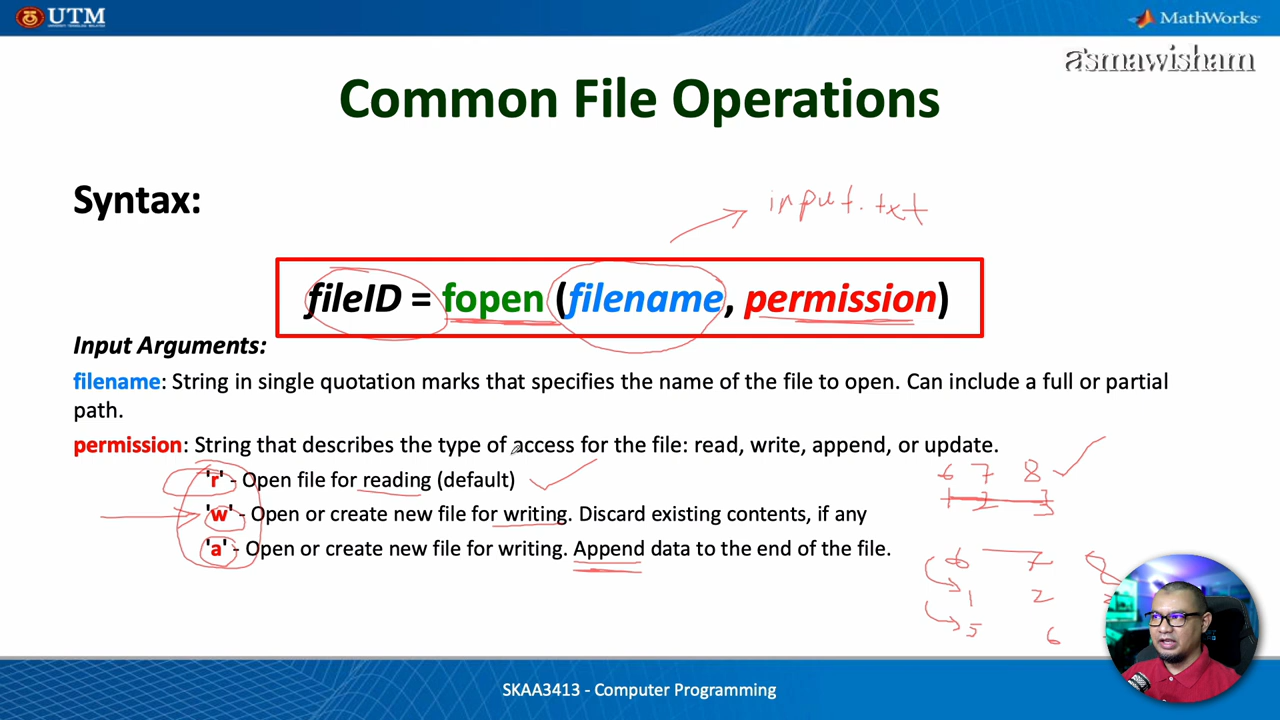 UTM
UNIVERSITI TEKNOLOGI MALAYSIA
MathWorks
asmawisham
Common File Operations
Syntax:
input.txt
fileID = fopen (filename, permission)
Input Arguments:
filename: String in single quotation marks that specifies the name of the file to open. Can include a full or partial
path.
permission: String that describes the type of access for the file: read, write, append, or update.
'r' - Open file for reading (default)
'w' - Open or create new file for writing. Discard existing contents, if any
'a' - Open or create new file for writing. Append data to the end of the file.
6 7 8
1 2 3
6 7 8
1 2
5 6
SKAA3413 - Computer Programming